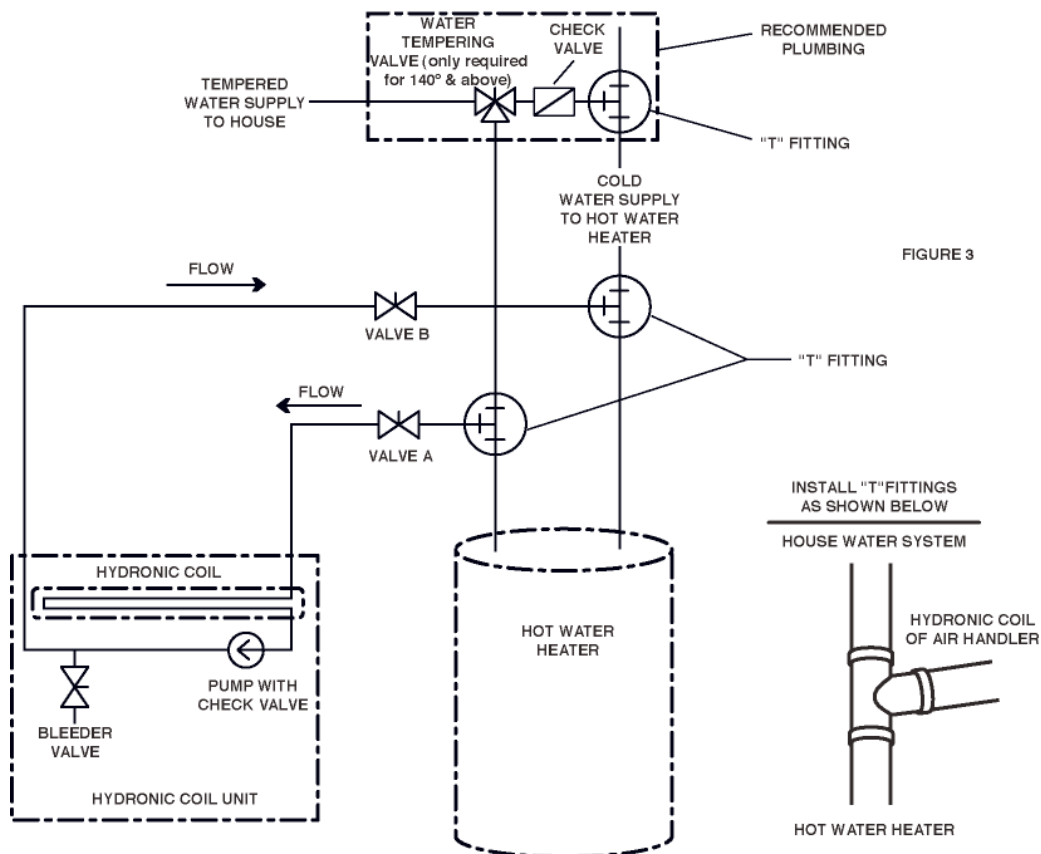 WATER
TEMPERING
VALVE (only required
for 140° & above)
CHECK
VALVE
RECOMMENDED
PLUMBING
TEMPERED
WATER SUPPLY
TO HOUSE
"T" FITTING
COLD
WATER SUPPLY
TO HOT WATER
HEATER
FIGURE 3
FLOW
VALVE B
"T" FITTING
FLOW
VALVE A
INSTALL "T"FITTINGS
AS SHOWN BELOW
HOUSE WATER SYSTEM
HYDRONIC COIL
HYDRONIC COIL
OF AIR HANDLER
HOT WATER
HEATER
PUMP WITH
CHECK VALVE
BLEEDER
VALVE
HYDRONIC COIL UNIT
HOT WATER HEATER